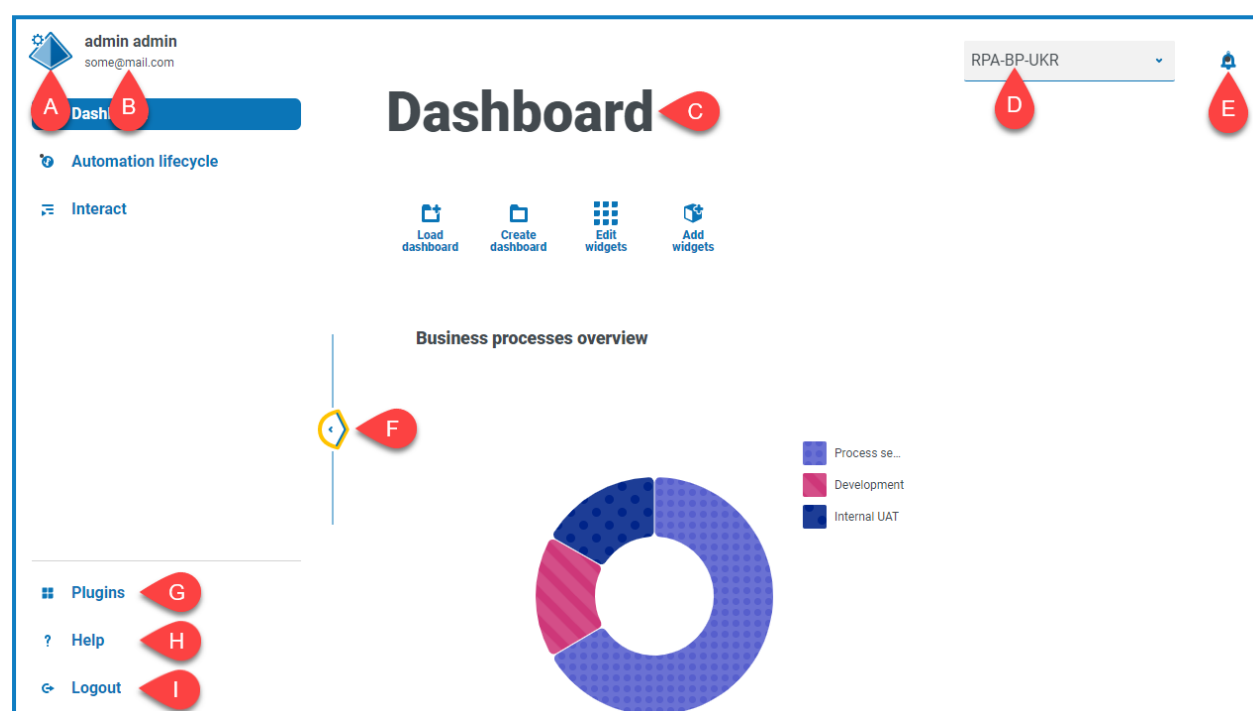 admin admin
some@mail.com
RPA-BP-UKR
A
B
C
D
E
Dash
Dashboard
Automation lifecycle
Interact
Load
dashboard
Create
dashboard
Edit
widgets
Add
widgets
Business processes overview
F
Process se...
Development
Internal UAT
Plugins
G
Help
H
Logout
I